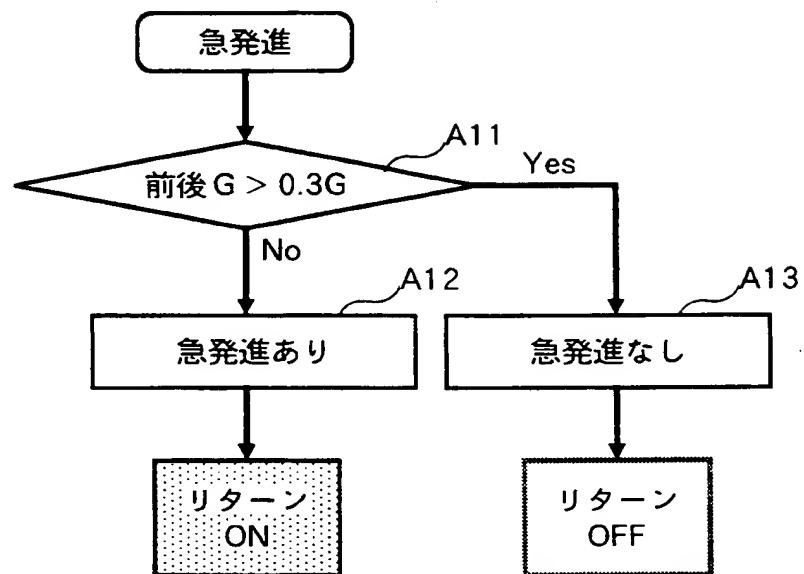 急発進
A11
前後G > 0.3G
Yes
No
A12
A13
急発進あり
急発進なし
リターン
ON
リターン
OFF